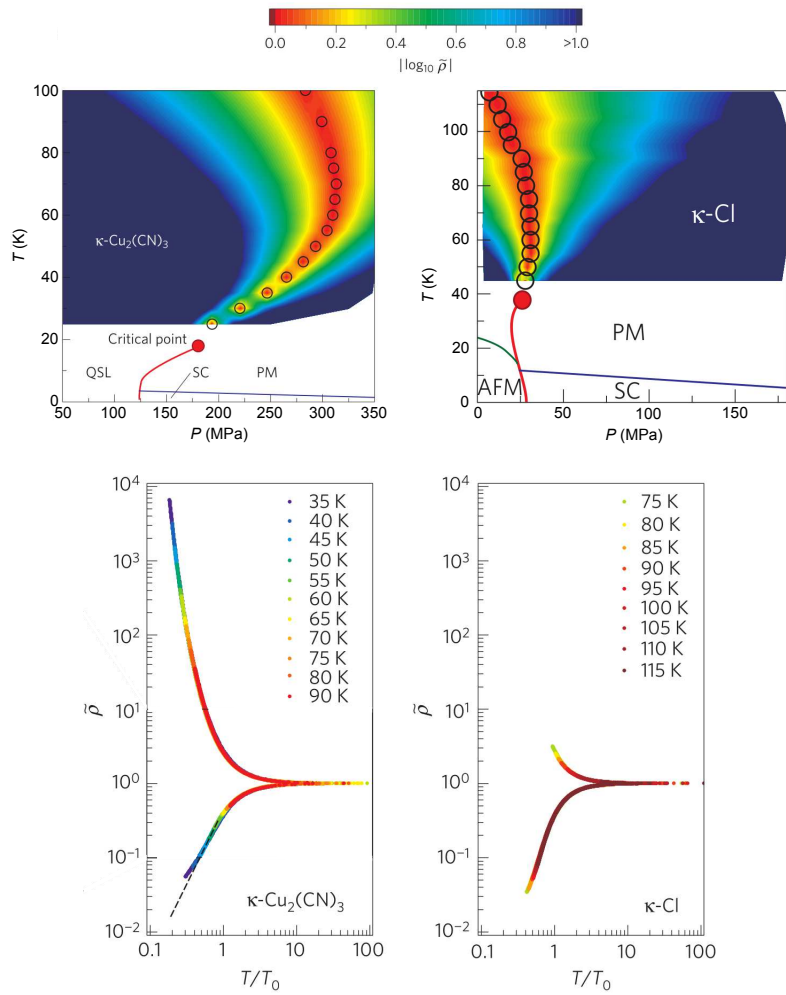 0.0 0.2 0.4 0.6 0.8 >1.0
|log₁₀ ρ̃|
100
80
60
40
20
0
T (K)
κ-Cu₂(CN)₃
Critical point
QSL
SC
PM
50 100 150 200 250 300 350
P (MPa)
100
80
60
40
20
0
T (K)
κ-Cl
PM
AFM
SC
0 50 100 150
P (MPa)
10⁴
10³
10²
10¹
10⁰
10⁻¹
10⁻²
ρ̃
35 K
40 K
45 K
50 K
55 K
60 K
65 K
70 K
75 K
80 K
90 K
κ-Cu₂(CN)₃
0.1 1 10 100
T/T₀
10⁴
10³
10²
10¹
10⁰
10⁻¹
10⁻²
ρ̃
75 K
80 K
85 K
90 K
95 K
100 K
105 K
110 K
115 K
κ-Cl
0.1 1 10 100
T/T₀